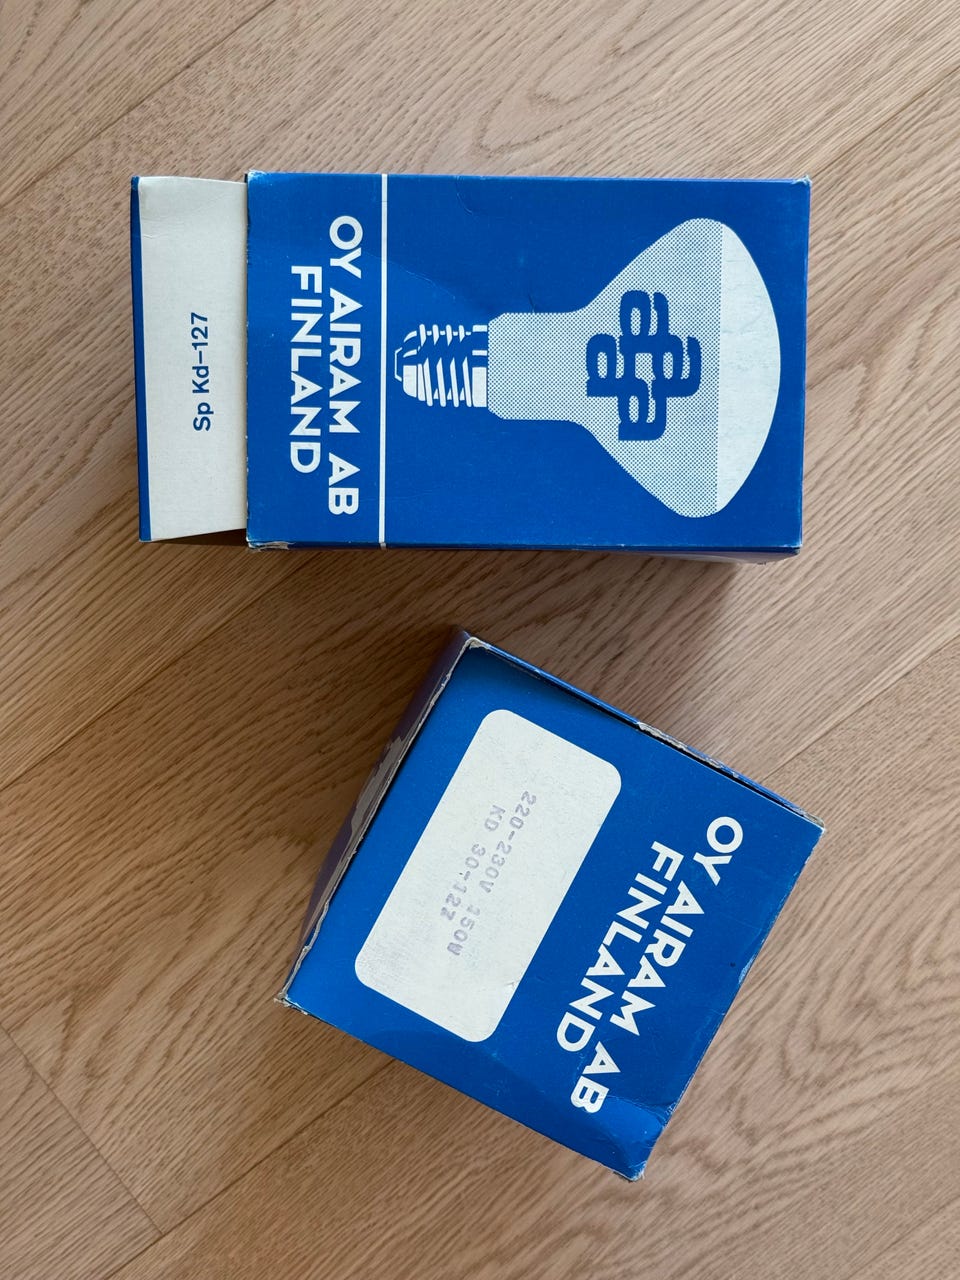 Sp Kd-127
OY AIRAM AB
FINLAND
220-230V 150W
KD 30-127
OY AIRAM AB
FINLAND